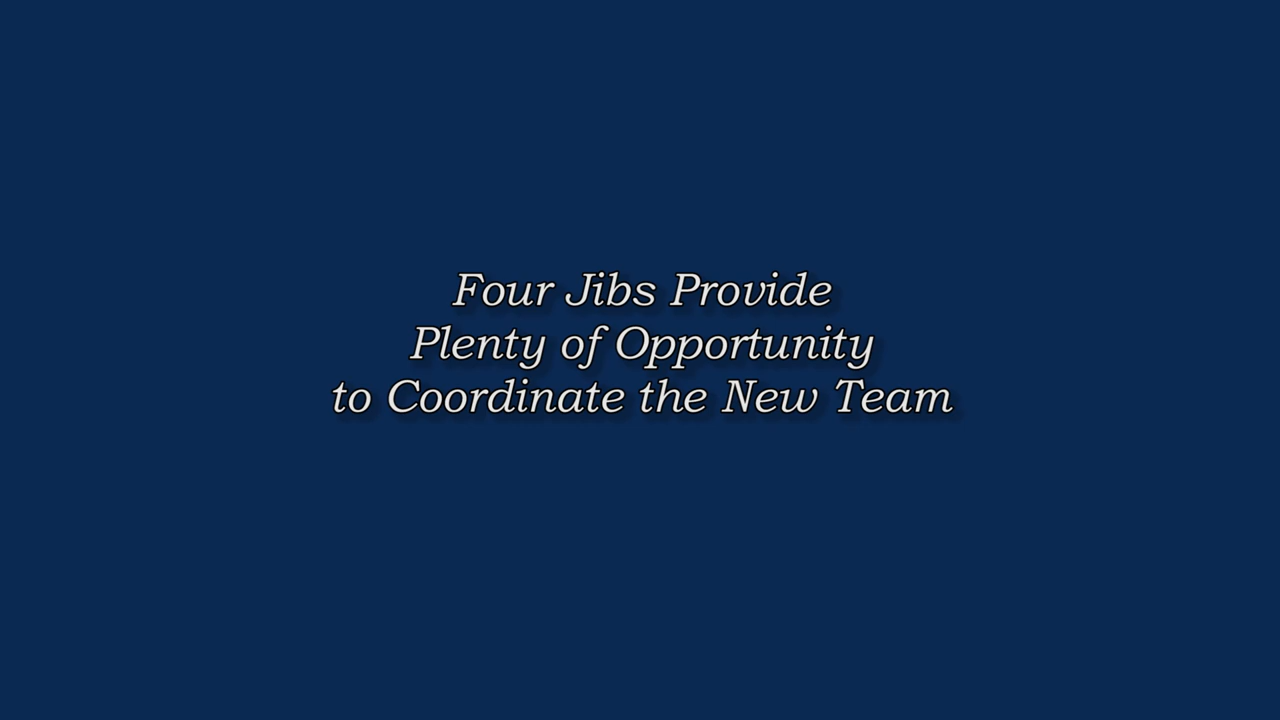 Four Jibs Provide
Plenty of Opportunity
to Coordinate the New Team